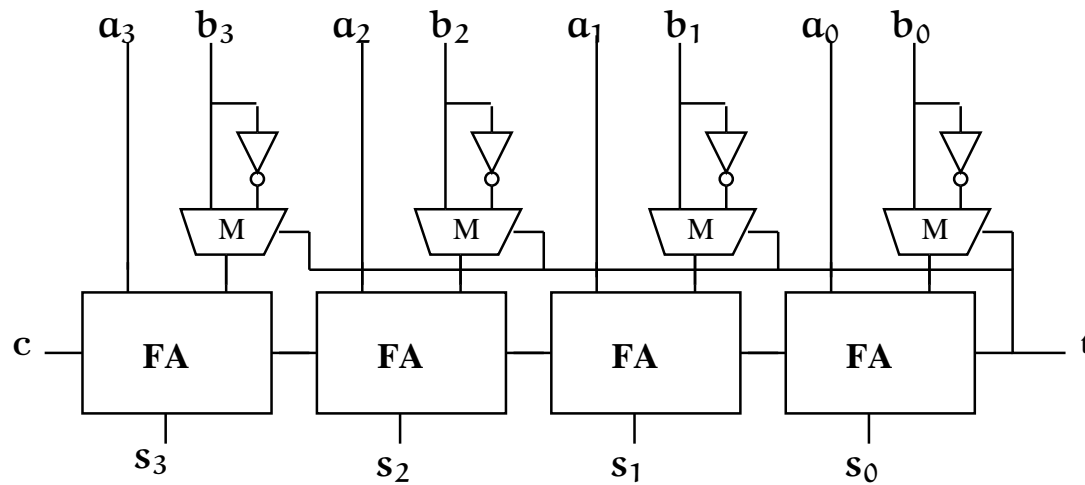 a₃ b₃ a₂ b₂ a₁ b₁ a₀ b₀
M M M M
c FA FA FA FA t
s₃ s₂ s₁ s₀